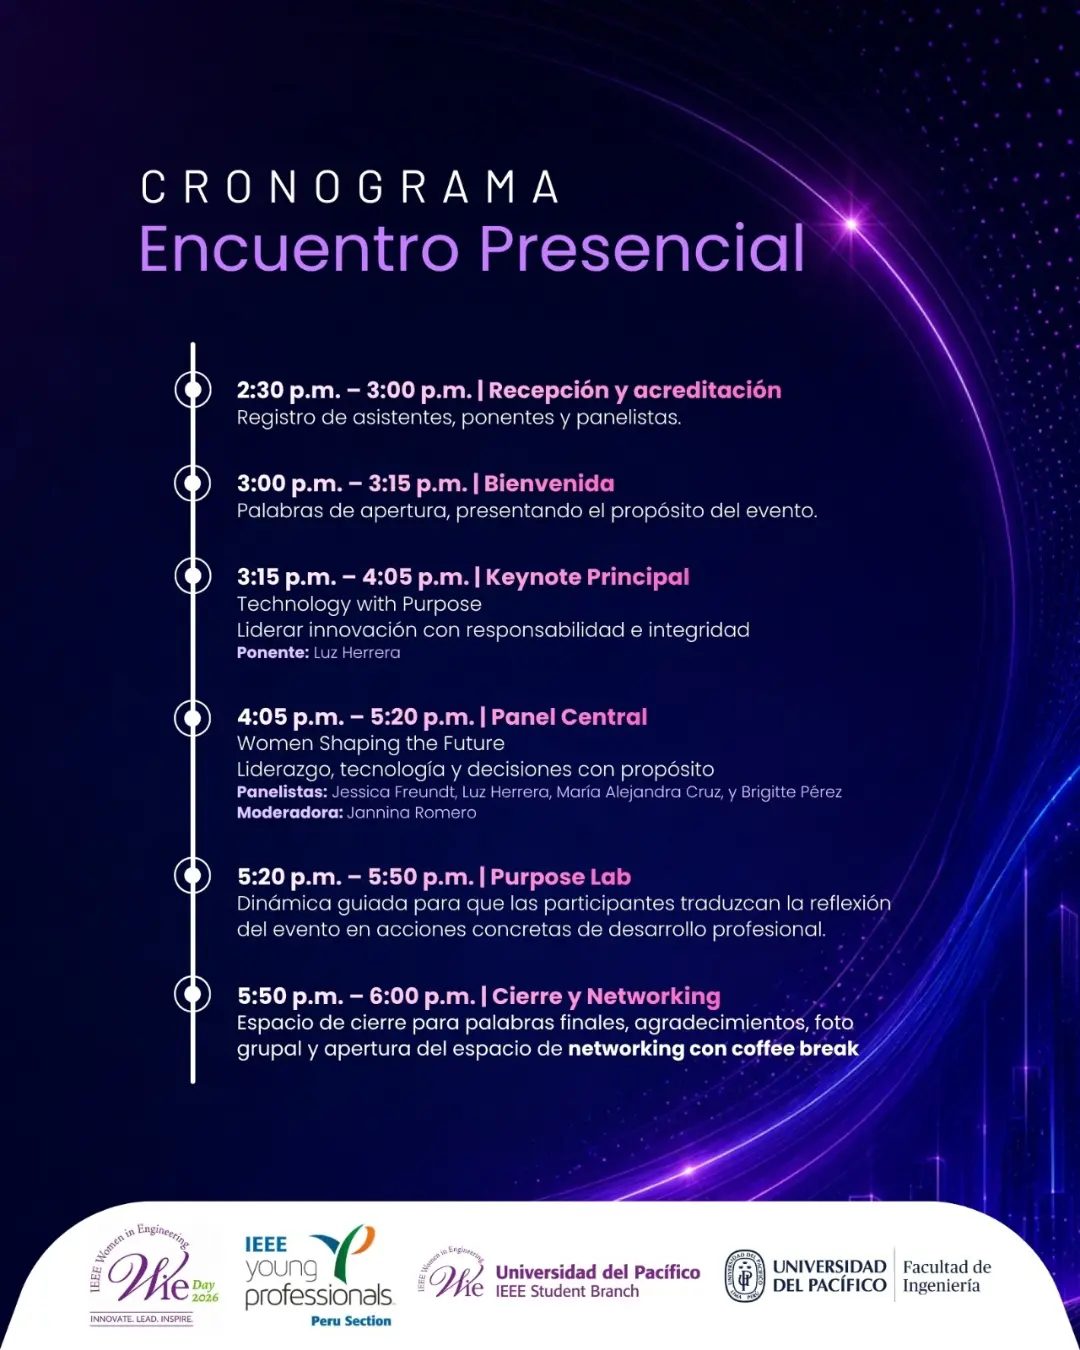 CRONOGRAMA
Encuentro Presencial
2:30 p.m. – 3:00 p.m. | Recepción y acreditación
Registro de asistentes, ponentes y panelistas.
3:00 p.m. – 3:15 p.m. | Bienvenida
Palabras de apertura, presentando el propósito del evento.
3:15 p.m. – 4:05 p.m. | Keynote Principal
Technology with Purpose
Liderar innovación con responsabilidad e integridad
Ponente: Luz Herrera
4:05 p.m. – 5:20 p.m. | Panel Central
Women Shaping the Future
Liderazgo, tecnología y decisiones con propósito
Panelistas: Jessica Freundt, Luz Herrera, María Alejandra Cruz, y Brigitte Pérez
Moderadora: Jannina Romero
5:20 p.m. – 5:50 p.m. | Purpose Lab
Dinámica guiada para que las participantes traduzcan la reflexión
del evento en acciones concretas de desarrollo profesional.
5:50 p.m. – 6:00 p.m. | Cierre y Networking
Espacio de cierre para palabras finales, agradecimientos, foto
grupal y apertura del espacio de networking con coffee break
IEEE Women in Engineering
WiE Day
2026
INNOVATE. LEAD. INSPIRE.
IEEE
young
professionals
Peru Section
IEEE Women in Engineering
WiE
Universidad del Pacífico
IEEE Student Branch
UNIVERSIDAD DEL PACÍFICO
LIMA PERÚ
UP
UNIVERSIDAD
DEL PACÍFICO
Facultad de
Ingeniería